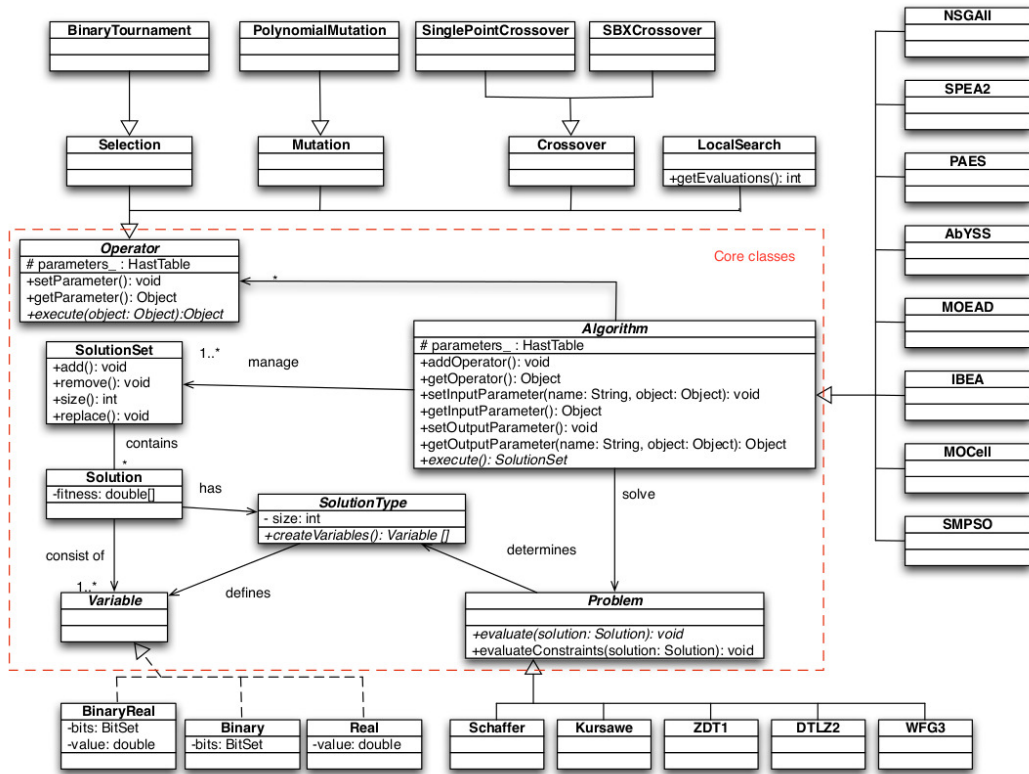 BinaryTournament
PolynomialMutation
SinglePointCrossover
SBXCrossover
NSGAII
SPEA2
PAES
AbYSS
MOEAD
IBEA
MOCell
SMPSO
Selection
Mutation
Crossover
LocalSearch
+getEvaluations(): int
Core classes
Operator
# parameters_ : HastTable
+setParameter(): void
+getParameter(): Object
+execute(object: Object):Object
*
Algorithm
# parameters_ : HastTable
+addOperator(): void
+getOperator(): Object
+setInputParameter(name: String, object: Object): void
+getInputParameter(): Object
+setOutputParameter(): void
+getOutputParameter(name: String, object: Object): Object
+execute(): SolutionSet
SolutionSet
+add(): void
+remove(): void
+size(): int
+replace(): void
1..*
manage
contains
*
Solution
-fitness: double[]
has
SolutionType
- size: int
+createVariables(): Variable []
solve
consist of
determines
1..*
defines
Variable
Problem
+evaluate(solution: Solution): void
+evaluateConstraints(solution: Solution): void
BinaryReal
-bits: BitSet
-value: double
Binary
-bits: BitSet
Real
-value: double
Schaffer
Kursawe
ZDT1
DTLZ2
WFG3